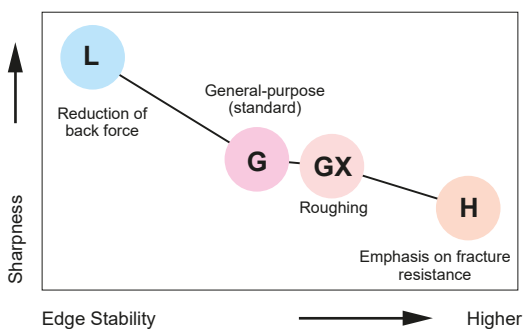 L
Reduction of
back force
General-purpose
(standard)
G
GX
Roughing
H
Emphasis on fracture
resistance
Sharpness
Edge Stability
Higher